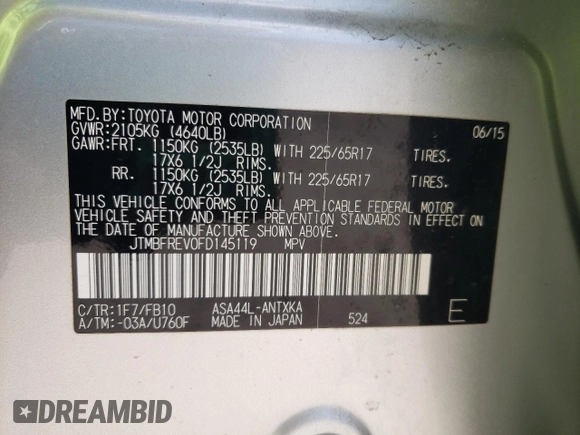 MFD.BY:TOYOTA MOTOR CORPORATION 06/15
GVWR:2105KG (4640LB)
GAWR:FRT. 1150KG (2535LB) WITH 225/65R17 TIRES.
17X6 1/2J RIMS.
RR. 1150KG (2535LB) WITH 225/65R17 TIRES.
17X6 1/2J RIMS.
THIS VEHICLE CONFORMS TO ALL APPLICABLE FEDERAL MOTOR
VEHICLE SAFETY AND THEFT PREVENTION STANDARDS IN EFFECT ON
THE DATE OF MANUFACTURE SHOWN ABOVE.
JTMBFREV0FD145119 MPV
C/TR:1F7/FB10 ASA44L-ANTXKA
A/TM:-03A/U760F MADE IN JAPAN 524 E
DREAMBID